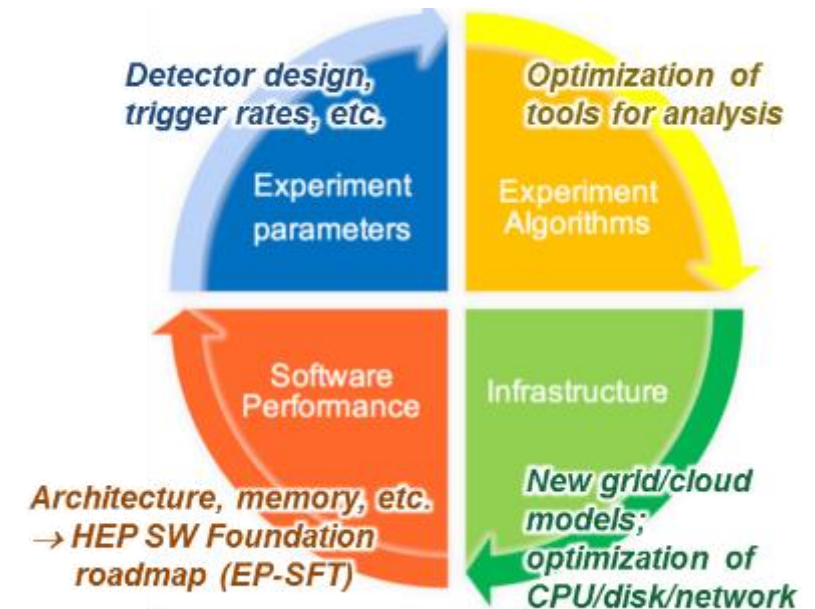 Detector design,
trigger rates, etc.
Experiment
parameters
Optimization of
tools for analysis
Experiment
Algorithms
Software
Performance
Architecture, memory, etc.
→ HEP SW Foundation
roadmap (EP-SFT)
Infrastructure
New grid/cloud
models;
optimization of
CPU/disk/network